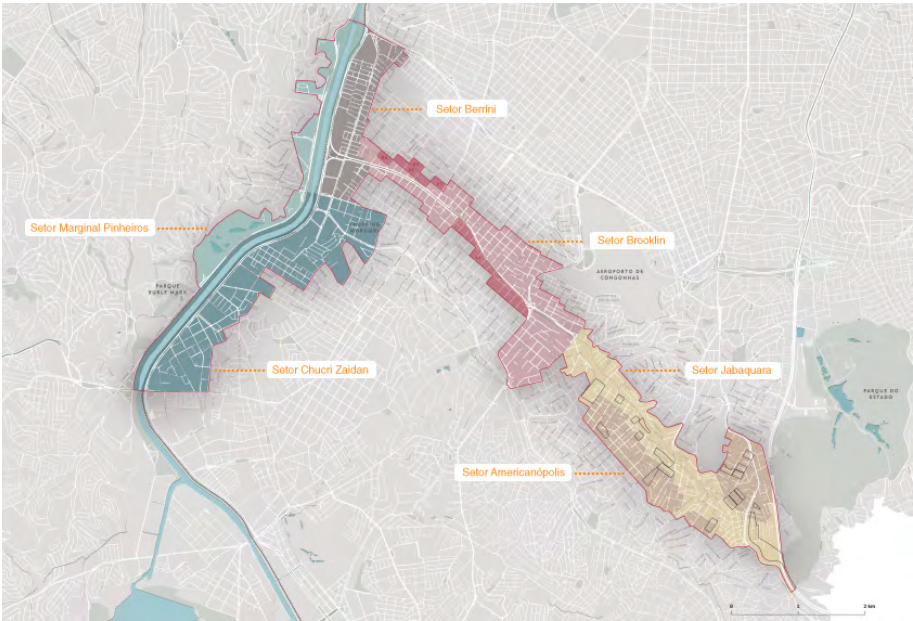 Setor Berrini
Setor Marginal Pinheiros
Setor Brooklin
AEROPORTO DE
CONGONHAS
PARQUE
BURLE MARX
Setor Chucri Zaidan
Setor Jabaquara
PARQUE DO
ESTADO
Setor Americanópolis
0 1 2 km